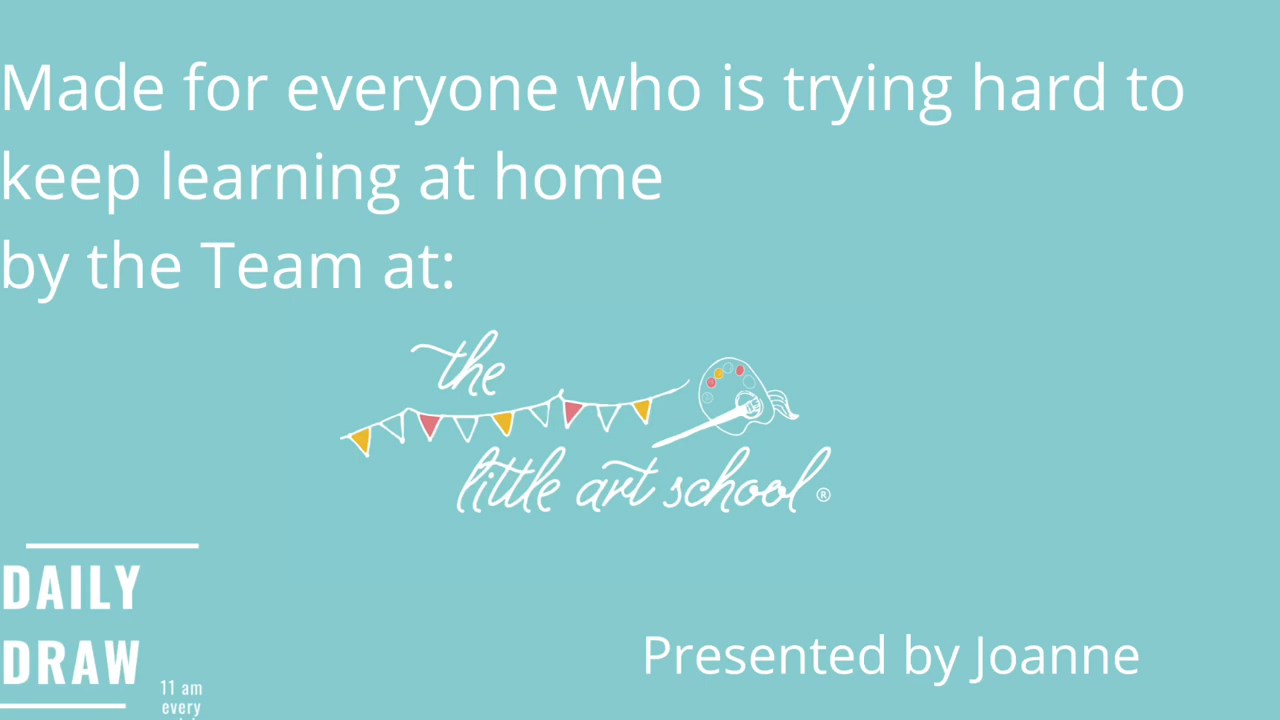 Made for everyone who is trying hard to
keep learning at home
by the Team at:
the
little art school ®
DAILY
DRAW
11 am
every
Presented by Joanne